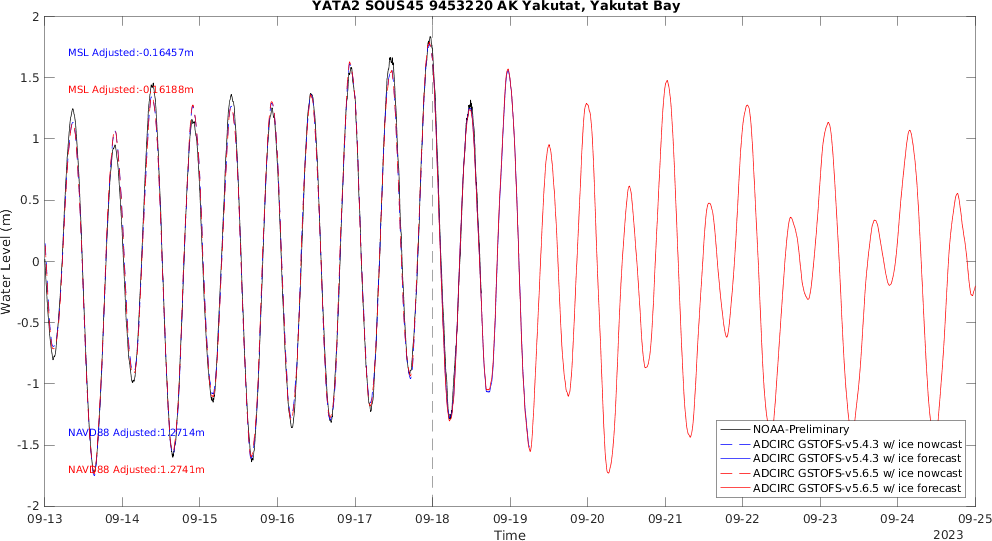 YATA2 SOUS45 9453220 AK Yakutat, Yakutat Bay
2
1.5
1
0.5
0
-0.5
-1
-1.5
-2
Water Level (m)
MSL Adjusted:-0.16457m
MSL Adjusted:-0.16188m
NAVD88 Adjusted:1.2714m
NAVD88 Adjusted:1.2741m
NOAA-Preliminary
ADCIRC GSTOFS-v5.4.3 w/ ice nowcast
ADCIRC GSTOFS-v5.4.3 w/ ice forecast
ADCIRC GSTOFS-v5.6.5 w/ ice nowcast
ADCIRC GSTOFS-v5.6.5 w/ ice forecast
09-13 09-14 09-15 09-16 09-17 09-18 09-19 09-20 09-21 09-22 09-23 09-24 09-25
Time
2023